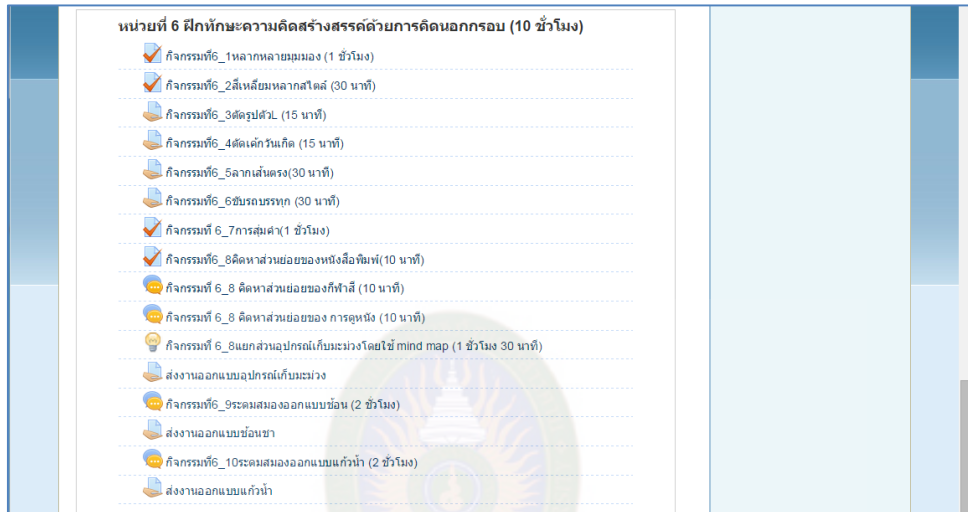 หน่วยที่ 6 ฝึกทักษะความคิดสร้างสรรค์ด้วยการคิดนอกกรอบ (10 ชั่วโมง)
กิจกรรมที่6_1หลากหลายมุมมอง (1 ชั่วโมง)
กิจกรรมที่6_2สี่เหลี่ยมหลากสไตล์ (30 นาที)
กิจกรรมที่6_3ตัดรูปตัวL (15 นาที)
กิจกรรมที่6_4ตัดเค้กวันเกิด (15 นาที)
กิจกรรมที่6_5ลากเส้นตรง(30 นาที)
กิจกรรมที่6_6ขับรถบรรทุก (30 นาที)
กิจกรรมที่ 6_7การสุ่มคำ(1 ชั่วโมง)
กิจกรรมที่6_8คิดหาส่วนย่อยของหนังสือพิมพ์(10 นาที)
กิจกรรมที่ 6_8 คิดหาส่วนย่อยของกีฬาสี (10 นาที)
กิจกรรมที่ 6_8 คิดหาส่วนย่อยของ การดูหนัง (10 นาที)
กิจกรรมที่ 6_8แยกส่วนอุปกรณ์เก็บมะม่วงโดยใช้ mind map (1 ชั่วโมง 30 นาที)
ส่งงานออกแบบอุปกรณ์เก็บมะม่วง
กิจกรรมที่6_9ระดมสมองออกแบบช้อน (2 ชั่วโมง)
ส่งงานออกแบบช้อนชา
กิจกรรมที่6_10ระดมสมองออกแบบแก้วน้ำ (2 ชั่วโมง)
ส่งงานออกแบบแก้วน้ำ